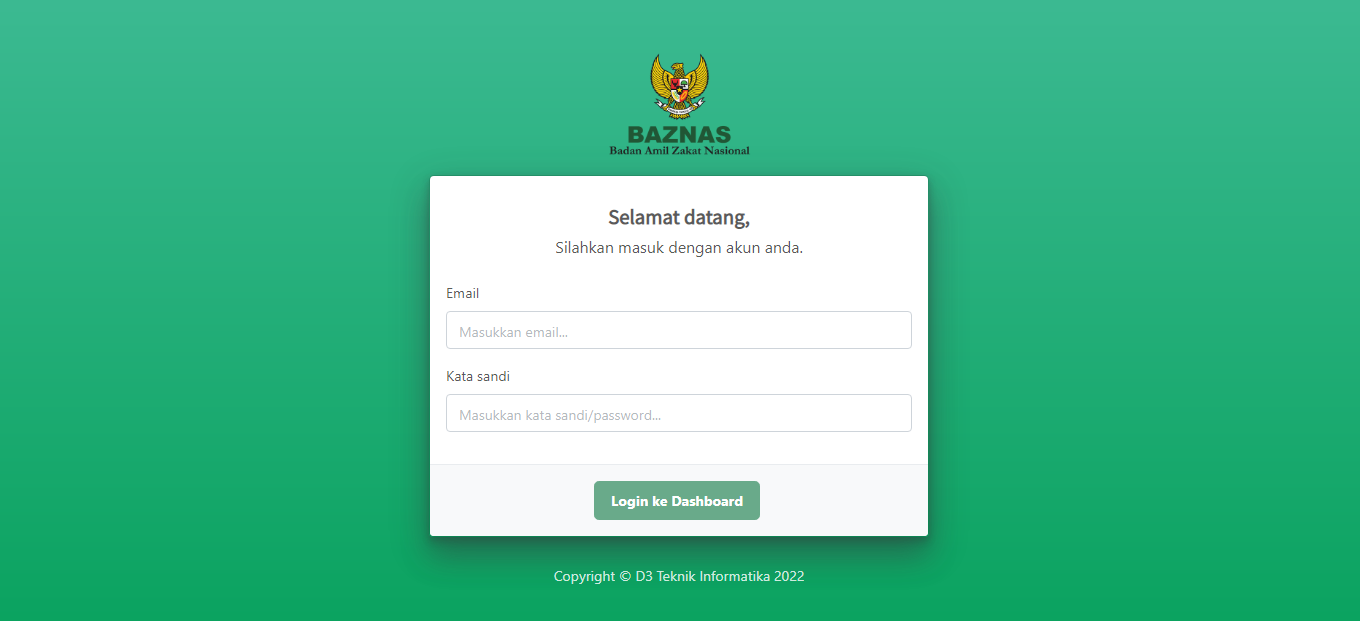 BAZNAS
Badan Amil Zakat Nasional
Selamat datang,
Silahkan masuk dengan akun anda.
Email
Masukkan email...
Kata sandi
Masukkan kata sandi/password...
Login ke Dashboard
Copyright © D3 Teknik Informatika 2022